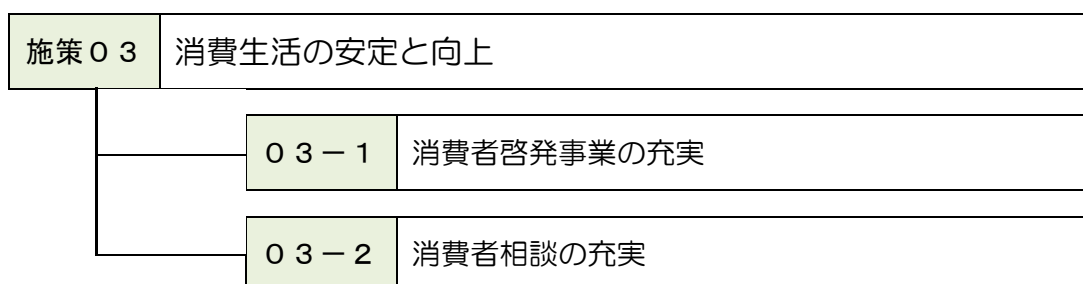 施策０３ 消費生活の安定と向上
０３－１ 消費者啓発事業の充実
０３－２ 消費者相談の充実